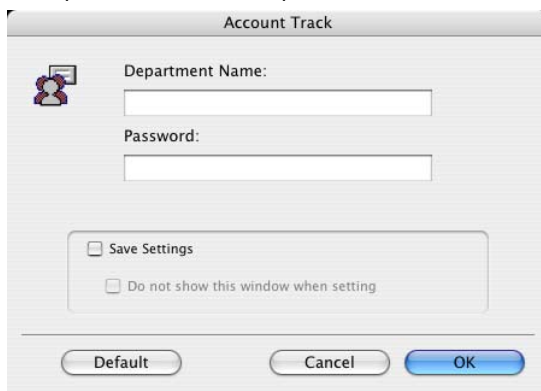 Account Track
Department Name:
Password:
Save Settings
Do not show this window when setting
Default Cancel OK